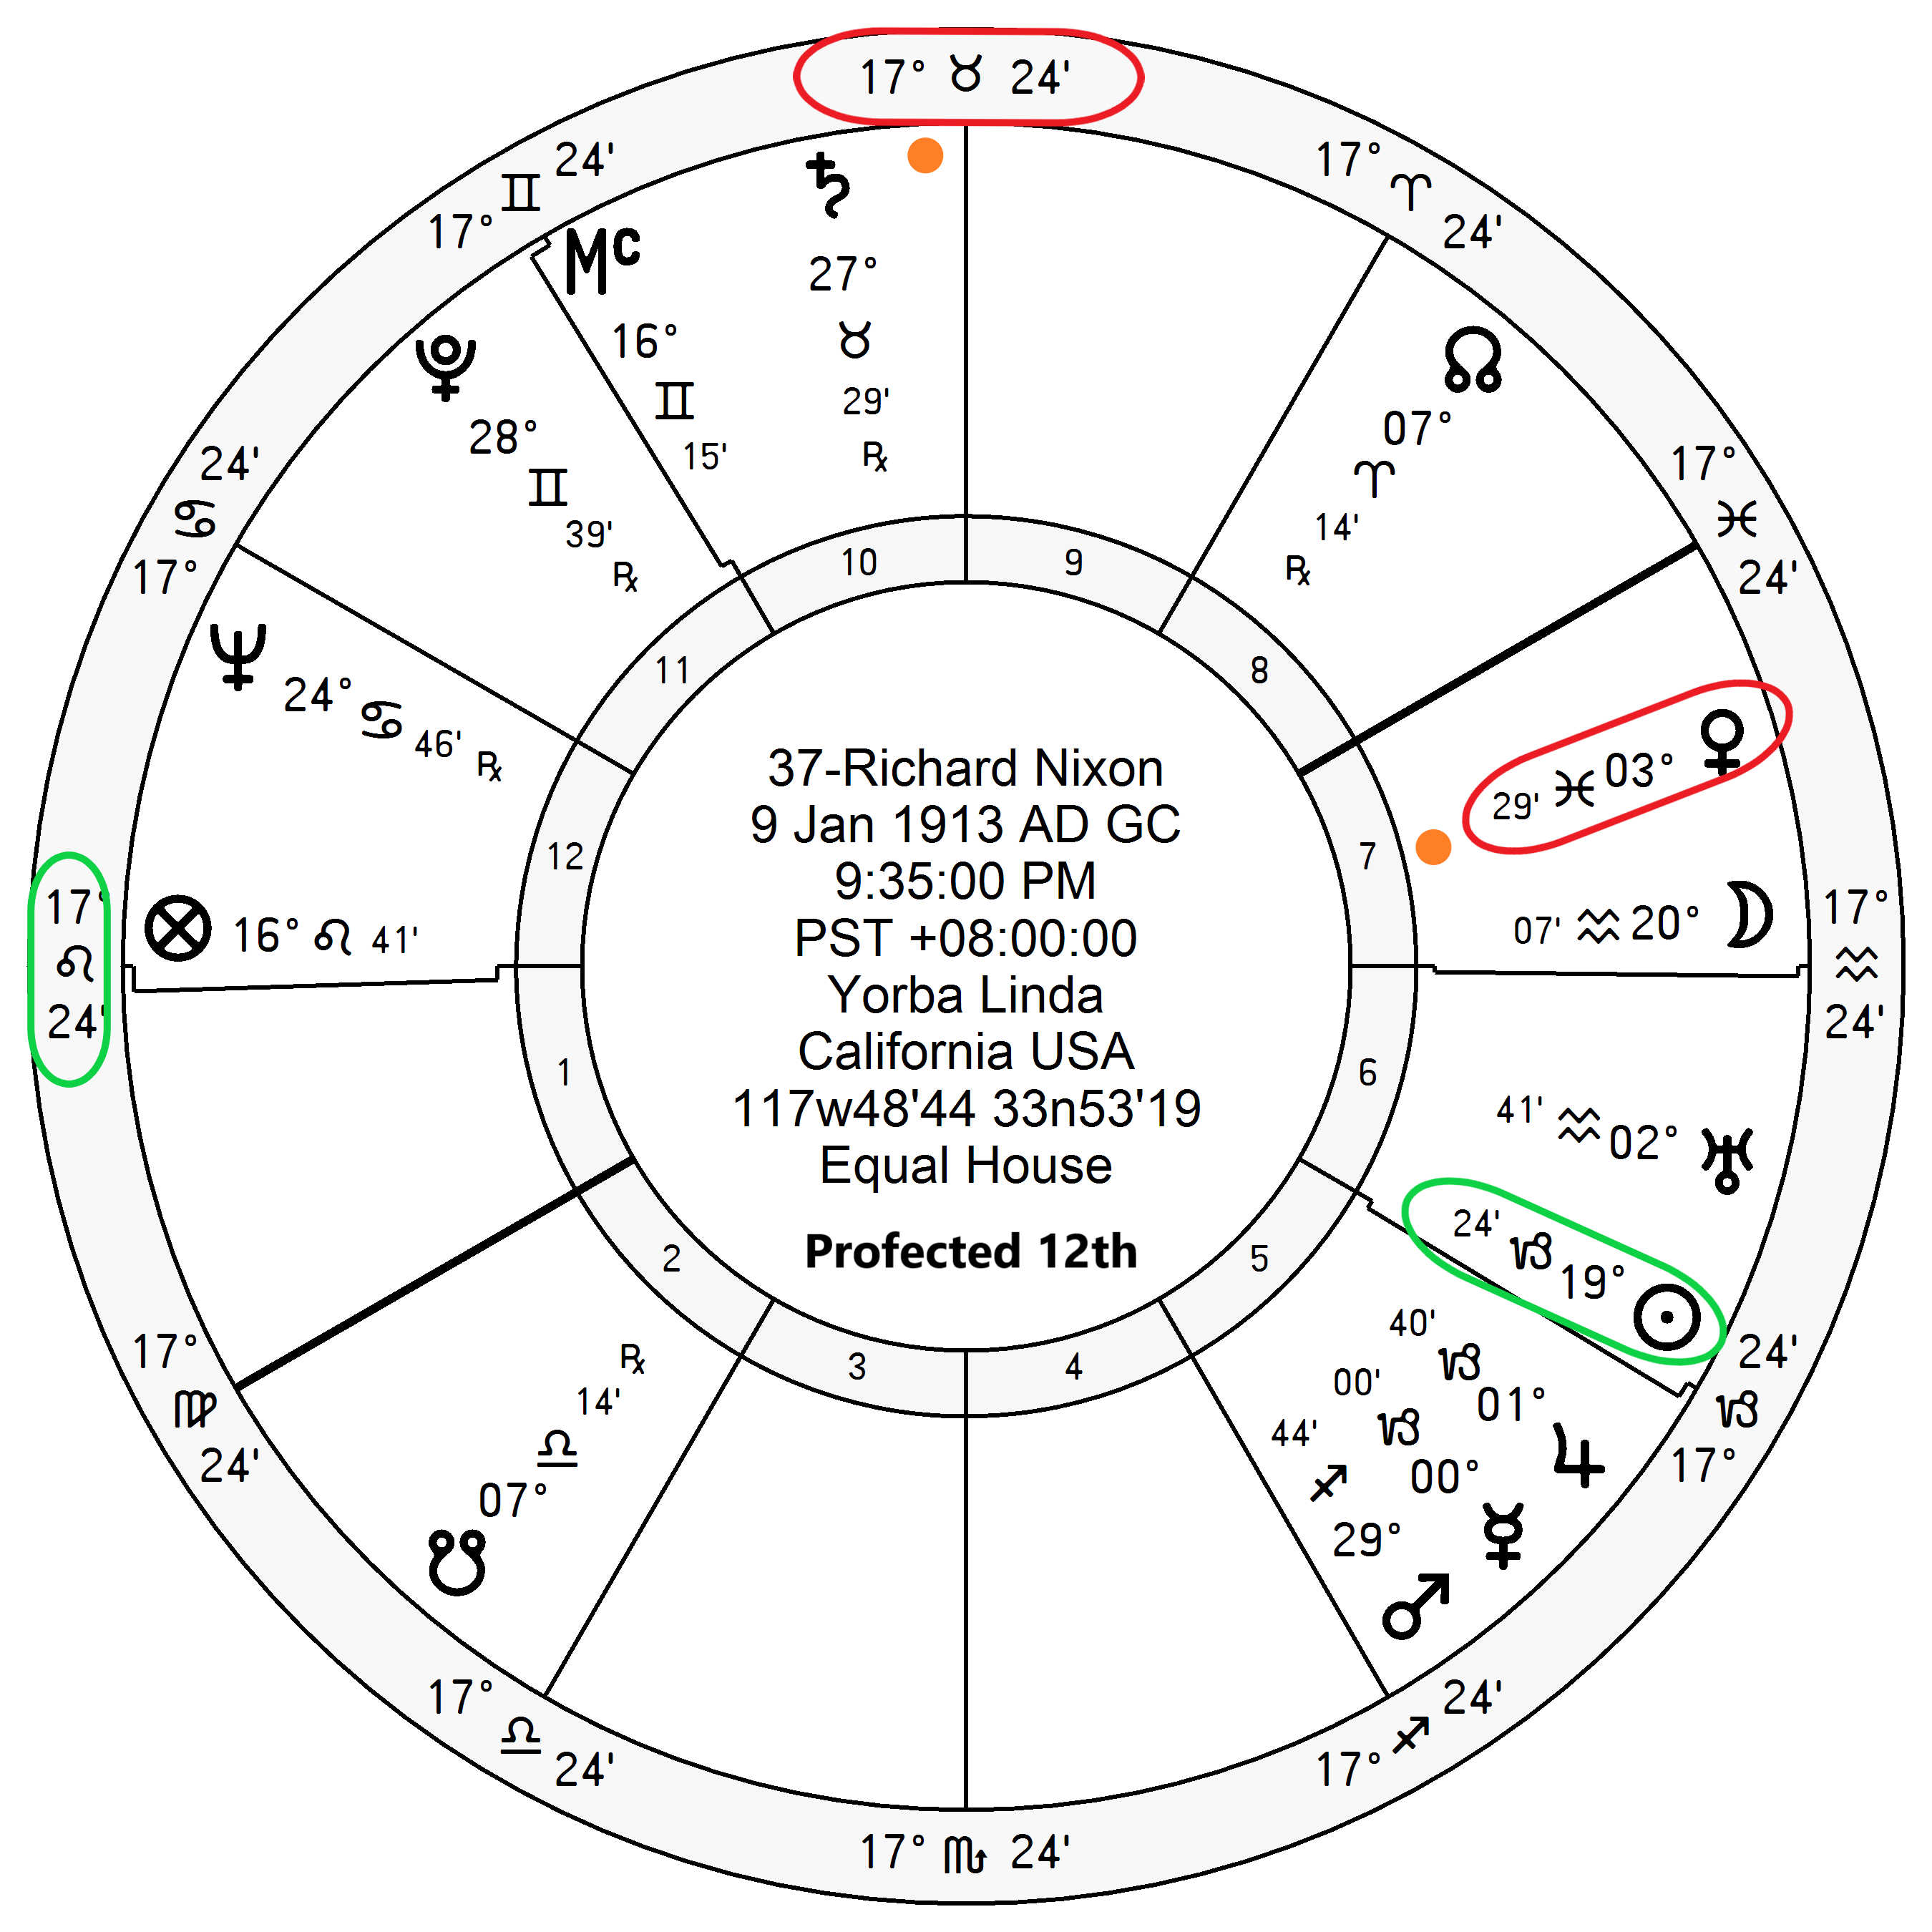 17° ♉ 24'
24' ♊ 17°
17° ♈ 24'
♄ 27° ♉ 29' ℞
Mc 16° ♊ 15'
♇ 28° ♊ 39' ℞
☊ 07° ♈ 14' ℞
24' ♋ 17°
17° ♓ 24'
♆ 24° ♋ 46' ℞
29' ♓ 03° ♀
10 9
11 8
12 7
1 6
2 5
3 4
37-Richard Nixon
9 Jan 1913 AD GC
9:35:00 PM
PST +08:00:00
Yorba Linda
California USA
117w48'44 33n53'19
Equal House
Profected 12th
17° ♌ 24'
⊗ 16° ♌ 41'
07' ♒ 20° ☽
17° ♒ 24'
41' ♒ 02° ♅
24' ♑ 19° ☉
40' ♑ 01° ♃
00' ♑ 00° ☿
44' ♐ 29° ♂
℞ 14' ♎ 07° ☋
17° ♍ 24'
24' ♑ 17°
17° ♎ 24'
24' ♐ 17°
17° ♏ 24'